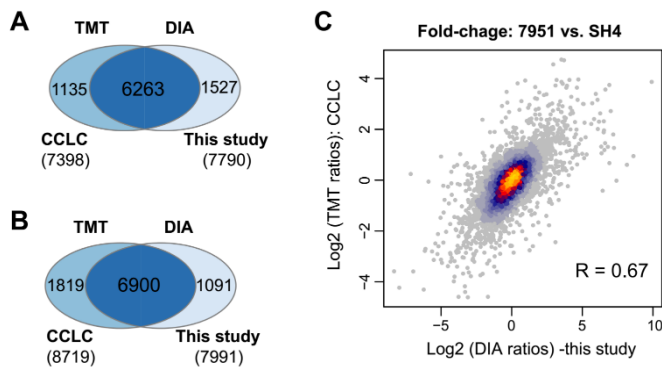 A
TMT DIA
1135 6263 1527
CCLC This study
(7398) (7790)
B
TMT DIA
1819 6900 1091
CCLC This study
(8719) (7991)
C
Fold-chage: 7951 vs. SH4
Log2 (TMT ratios): CCLC
4
2
0
−2
−4
R = 0.67
−5 0 5 10
Log2 (DIA ratios) -this study